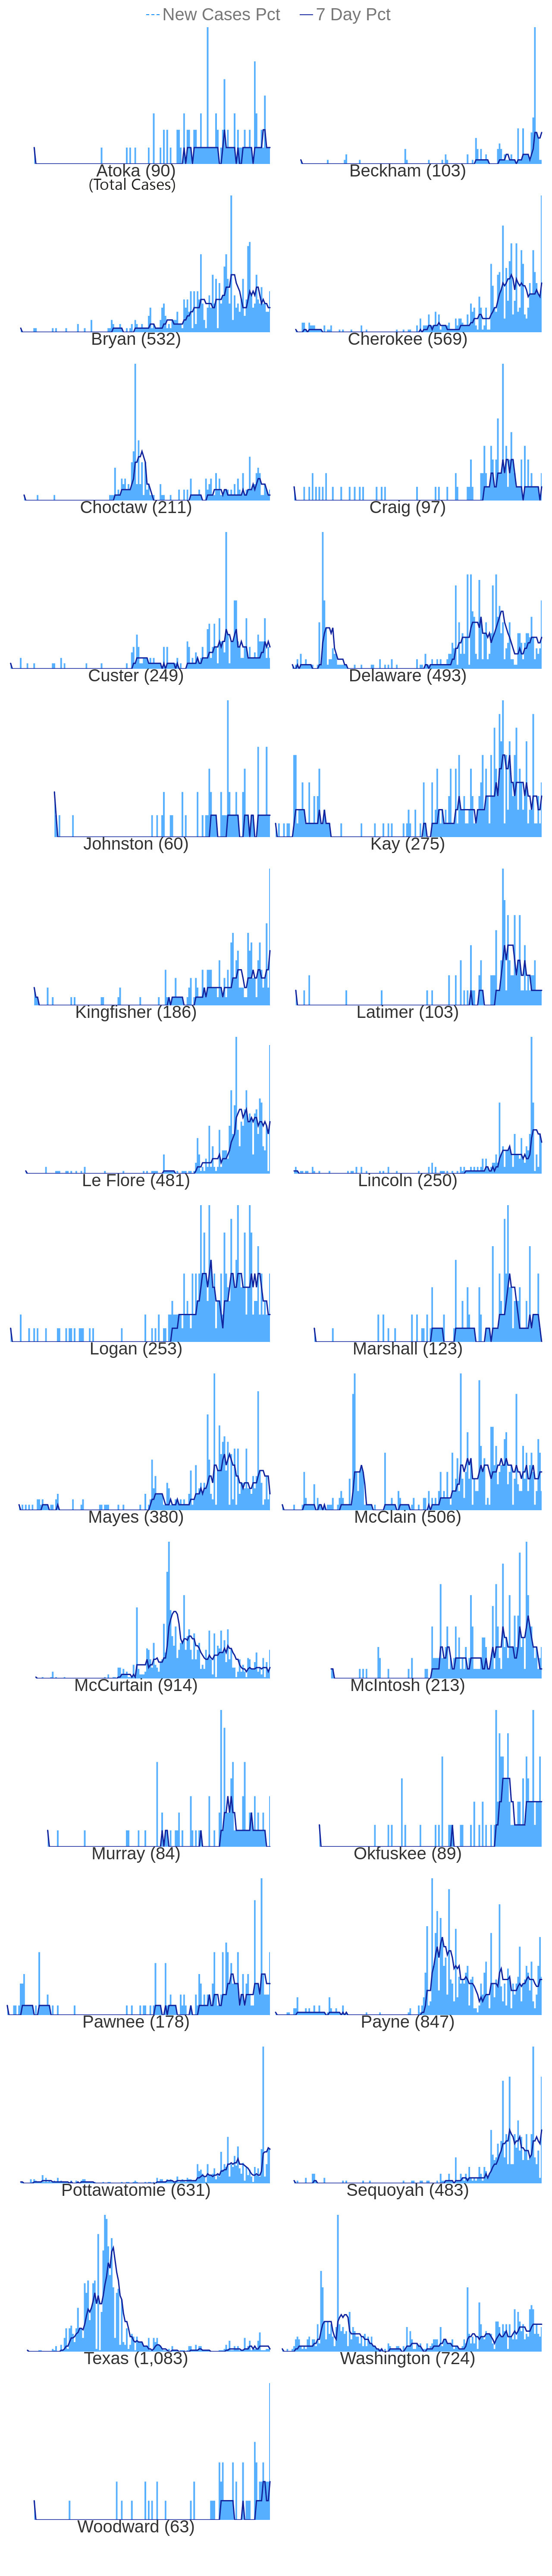 New Cases Pct 7 Day Pct
Atoka (90) Beckham (103)
(Total Cases)
Bryan (532) Cherokee (569)
Choctaw (211) Craig (97)
Custer (249) Delaware (493)
Johnston (60) Kay (275)
Kingfisher (186) Latimer (103)
Le Flore (481) Lincoln (250)
Logan (253) Marshall (123)
Mayes (380) McClain (506)
McCurtain (914) McIntosh (213)
Murray (84) Okfuskee (89)
Pawnee (178) Payne (847)
Pottawatomie (631) Sequoyah (483)
Texas (1,083) Washington (724)
Woodward (63)